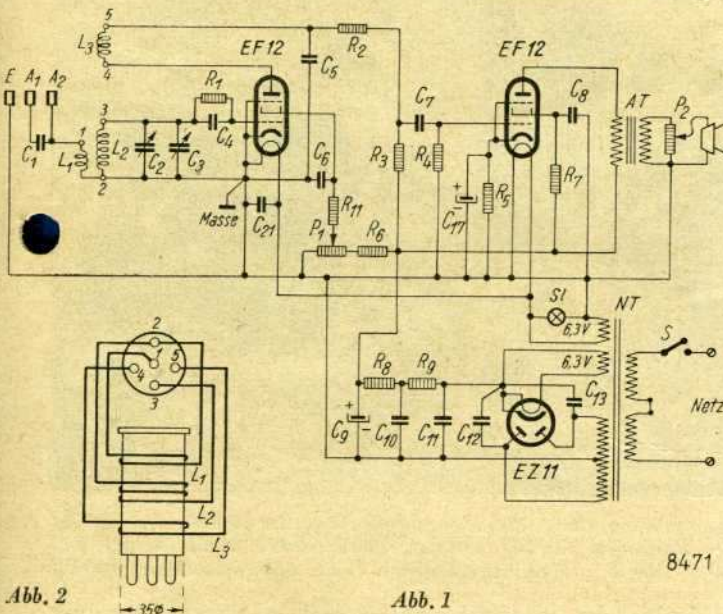 5
L3
4
E A1 A2
C1
1
L1
3
L2
2
C2
C3
R1
C4
EF12
C5
R2
C6
R11
Masse
C21
P1
R6
C7
R3
R4
EF12
C8
C17
+
-
R5
R7
AT
P2
Sl
6,3V
NT
6,3V
S
Netz
R8
R9
+
-
C9
C10
C11
C12
C13
EZ11
2
1
4
5
3
L1
L2
L3
35ø
8471
Abb. 2
Abb. 1